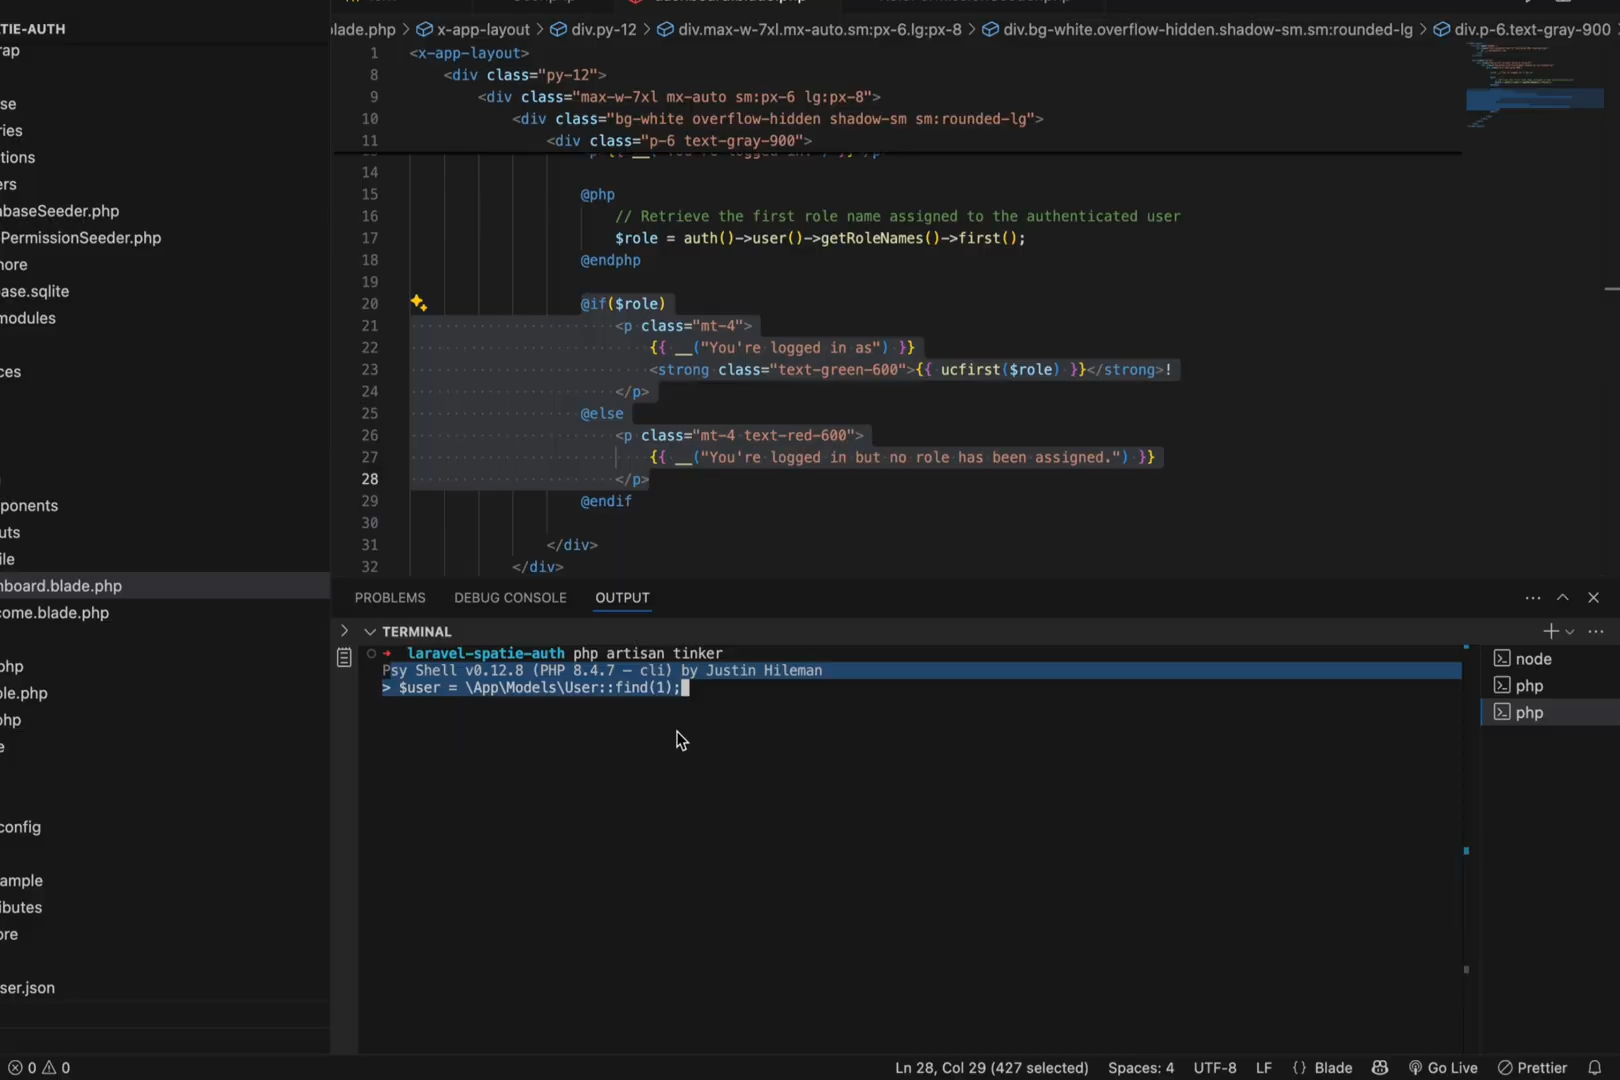 TIE-AUTH
rap
se
ries
tions
ers
abaseSeeder.php
PermissionSeeder.php
nore
ase.sqlite
modules
ces
ponents
uts
ile
nboard.blade.php
come.blade.php
php
ole.php
php
e
config
ample
ibutes
ore
ser.json
lade.php > x-app-layout > div.py-12 > div.max-w-7xl.mx-auto.sm:px-6.lg:px-8 > div.bg-white.overflow-hidden.shadow-sm.sm:rounded-lg > div.p-6.text-gray-900
1 <x-app-layout>
8 <div class="py-12">
9 <div class="max-w-7xl mx-auto sm:px-6 lg:px-8">
10 <div class="bg-white overflow-hidden shadow-sm sm:rounded-lg">
11 <div class="p-6 text-gray-900">
14
15 @php
16 // Retrieve the first role name assigned to the authenticated user
17 $role = auth()->user()->getRoleNames()->first();
18 @endphp
19
20 @if($role)
21 <p class="mt-4">
22 {{ __("You're logged in as") }}
23 <strong class="text-green-600">{{ ucfirst($role) }}</strong>!
24 </p>
25 @else
26 <p class="mt-4 text-red-600">
27 {{ __("You're logged in but no role has been assigned.") }}
28 </p>
29 @endif
30
31 </div>
32 </div>
PROBLEMS DEBUG CONSOLE OUTPUT
TERMINAL
laravel-spatie-auth php artisan tinker
Psy Shell v0.12.8 (PHP 8.4.7 — cli) by Justin Hileman
> $user = \App\Models\User::find(1);
node
php
php
0 0 Ln 28, Col 29 (427 selected) Spaces: 4 UTF-8 LF {} Blade Go Live Prettier